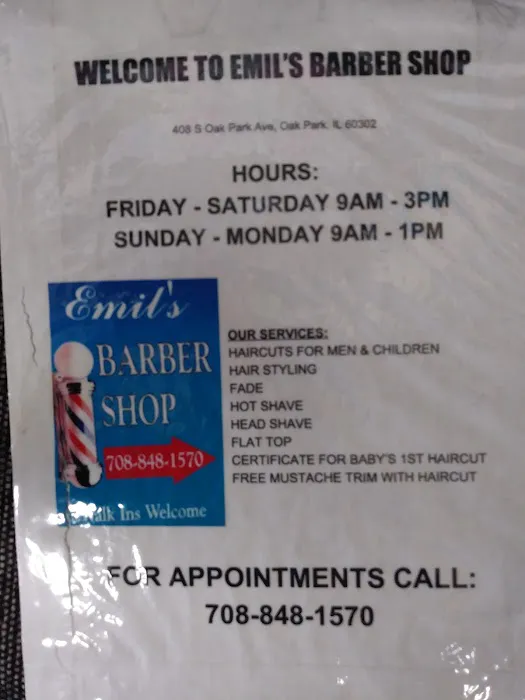 WELCOME TO EMIL'S BARBER SHOP
408 S Oak Park Ave, Oak Park, IL 60302
HOURS:
FRIDAY - SATURDAY 9AM - 3PM
SUNDAY - MONDAY 9AM - 1PM
Emil's
BARBER
SHOP
708-848-1570
Walk Ins Welcome
OUR SERVICES:
HAIRCUTS FOR MEN & CHILDREN
HAIR STYLING
FADE
HOT SHAVE
HEAD SHAVE
FLAT TOP
CERTIFICATE FOR BABY'S 1ST HAIRCUT
FREE MUSTACHE TRIM WITH HAIRCUT
FOR APPOINTMENTS CALL:
708-848-1570